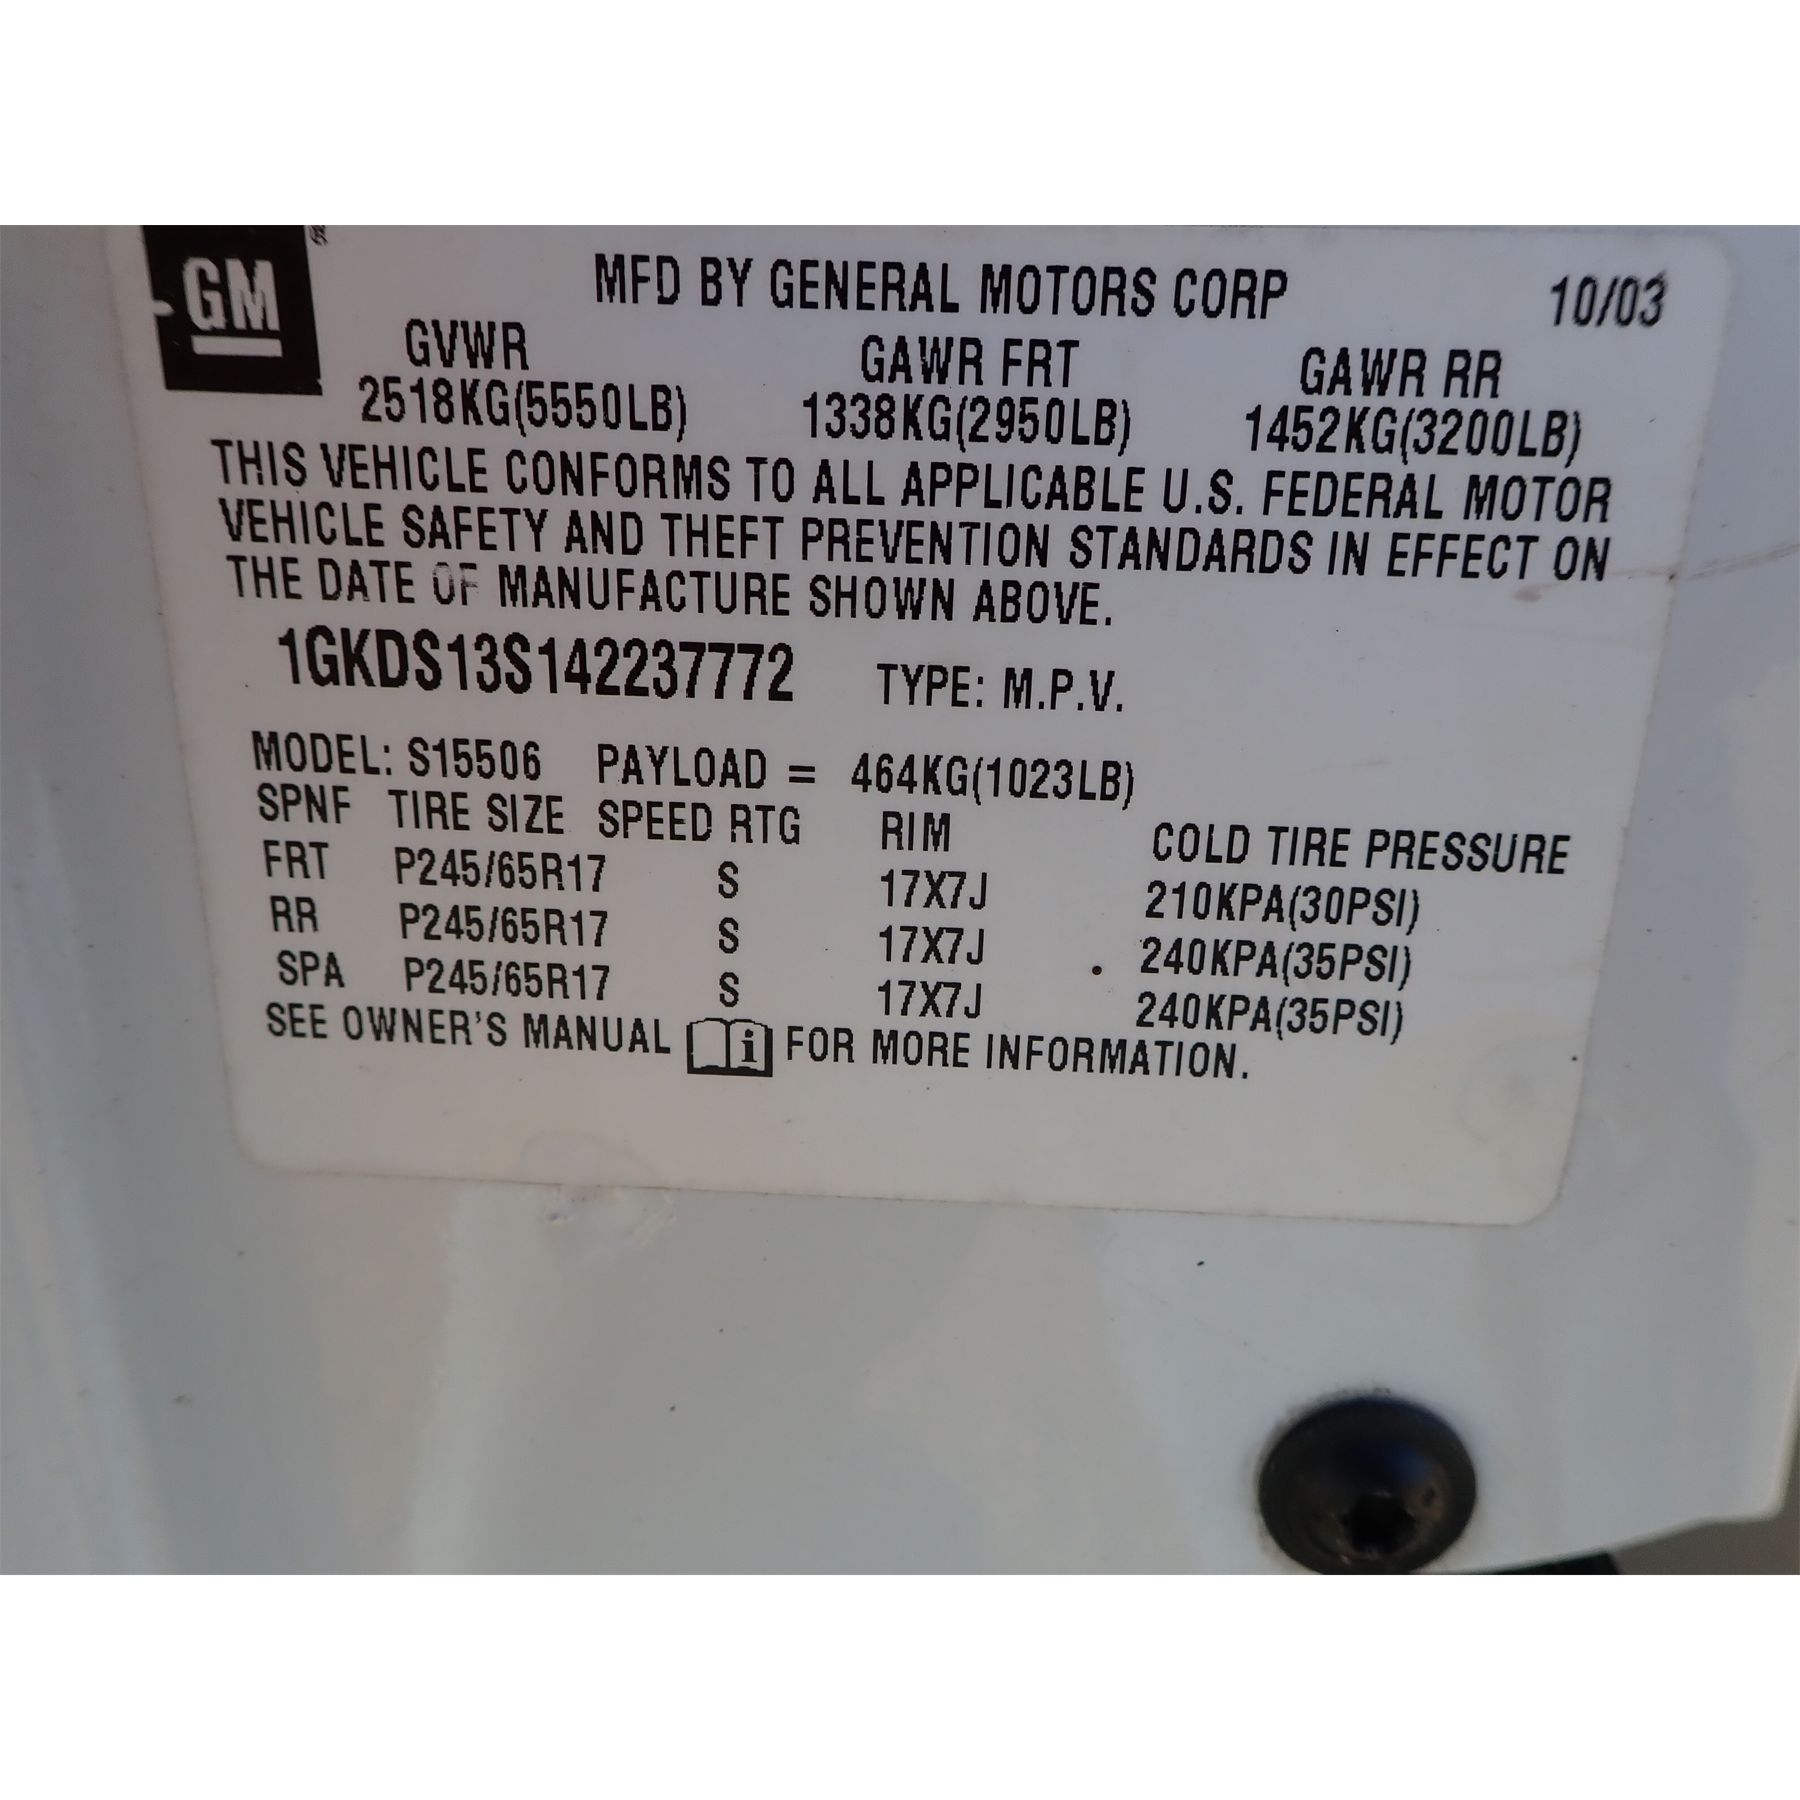 GM ®
MFD BY GENERAL MOTORS CORP 10/03
GVWR GAWR FRT GAWR RR
2518KG(5550LB) 1338KG(2950LB) 1452KG(3200LB)
THIS VEHICLE CONFORMS TO ALL APPLICABLE U.S. FEDERAL MOTOR
VEHICLE SAFETY AND THEFT PREVENTION STANDARDS IN EFFECT ON
THE DATE OF MANUFACTURE SHOWN ABOVE.
1GKDS13S142237772 TYPE: M.P.V.
MODEL: S15506 PAYLOAD = 464KG(1023LB)
SPNF TIRE SIZE SPEED RTG RIM COLD TIRE PRESSURE
FRT P245/65R17 S 17X7J 210KPA(30PSI)
RR P245/65R17 S 17X7J 240KPA(35PSI)
SPA P245/65R17 S 17X7J 240KPA(35PSI)
SEE OWNER'S MANUAL i FOR MORE INFORMATION.